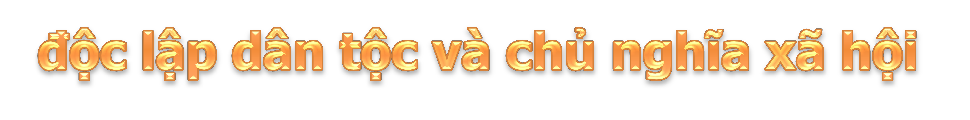 độc lập dân tộc và chủ nghĩa xã hội